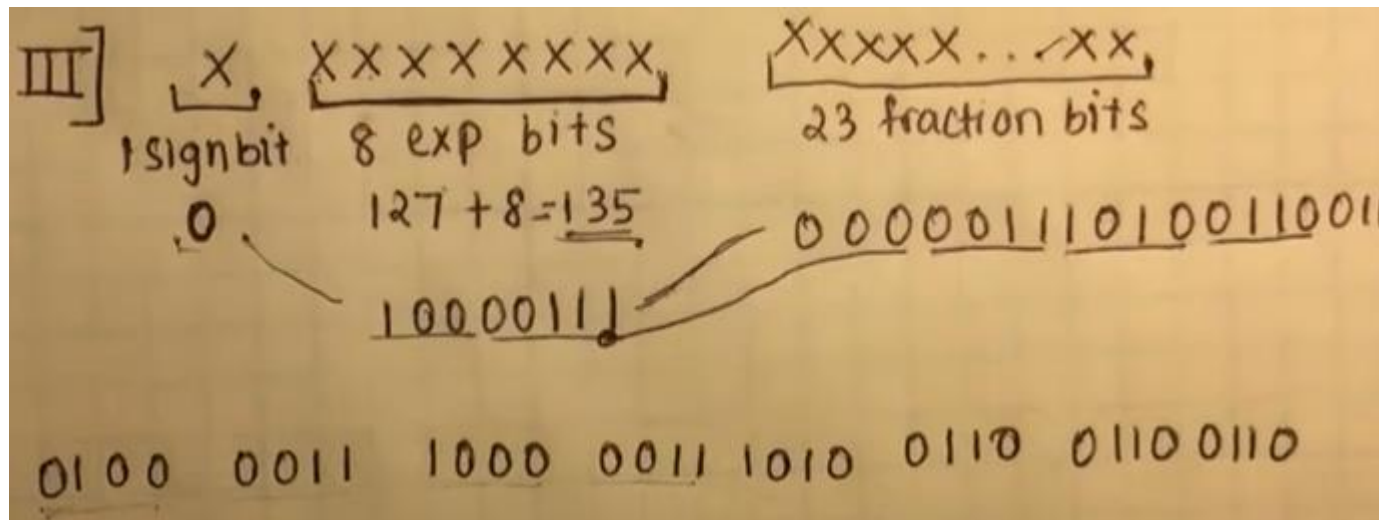 III] X XXXXXXXX XXXXX...XX
1 sign bit 8 exp bits 23 fraction bits
0 127+8=135 00000111010011001
10000111
0100 0011 1000 0011 1010 0110 0110 0110